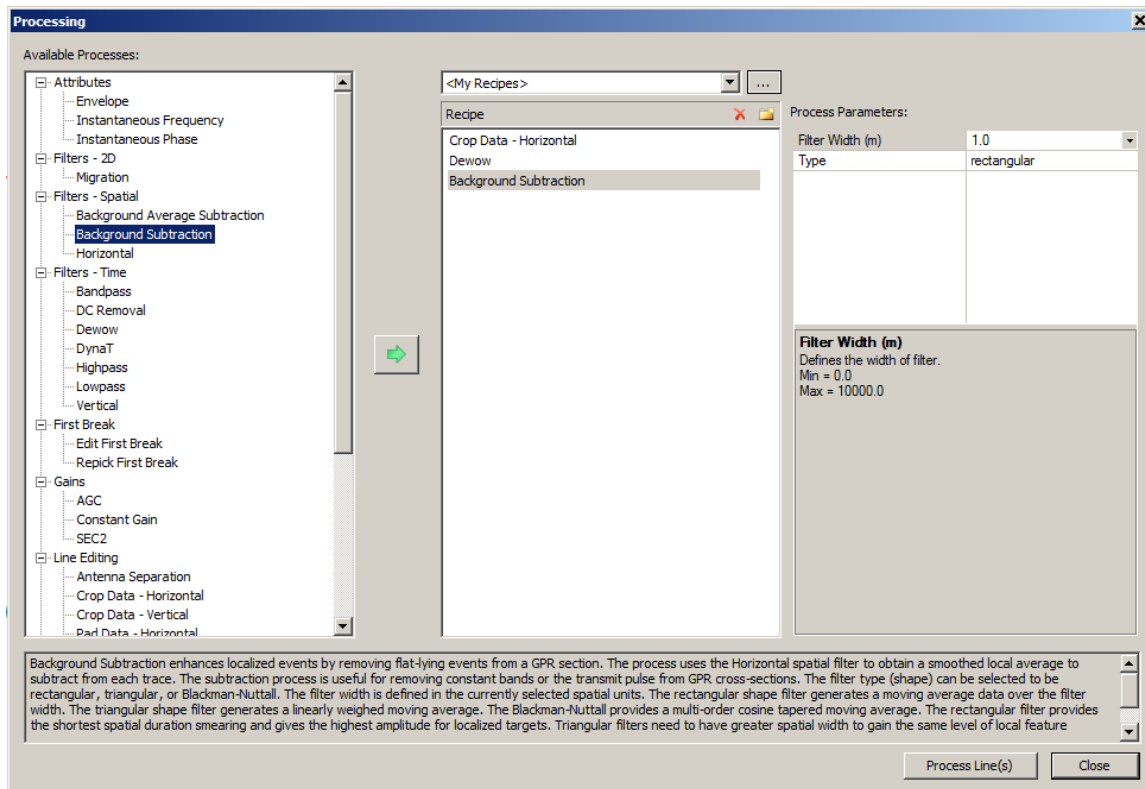 Processing
Available Processes:
Attributes
Envelope
Instantaneous Frequency
Instantaneous Phase
Filters - 2D
Migration
Filters - Spatial
Background Average Subtraction
Background Subtraction
Horizontal
Filters - Time
Bandpass
DC Removal
Dewow
DynaT
Highpass
Lowpass
Vertical
First Break
Edit First Break
Repick First Break
Gains
AGC
Constant Gain
SEC2
Line Editing
Antenna Separation
Crop Data - Horizontal
Crop Data - Vertical
Pad Data - Horizontal
<My Recipes>
...
Recipe
Crop Data - Horizontal
Dewow
Background Subtraction
Process Parameters:
Filter Width (m) 1.0
Type rectangular
Filter Width (m)
Defines the width of filter.
Min = 0.0
Max = 10000.0
Background Subtraction enhances localized events by removing flat-lying events from a GPR section. The process uses the Horizontal spatial filter to obtain a smoothed local average to
subtract from each trace. The subtraction process is useful for removing constant bands or the transmit pulse from GPR cross-sections. The filter type (shape) can be selected to be
rectangular, triangular, or Blackman-Nuttall. The filter width is defined in the currently selected spatial units. The rectangular shape filter generates a moving average data over the filter
width. The triangular shape filter generates a linearly weighed moving average. The Blackman-Nuttall provides a multi-order cosine tapered moving average. The rectangular filter provides
the shortest spatial duration smearing and gives the highest amplitude for localized targets. Triangular filters need to have greater spatial width to gain the same level of local feature
Process Line(s)
Close